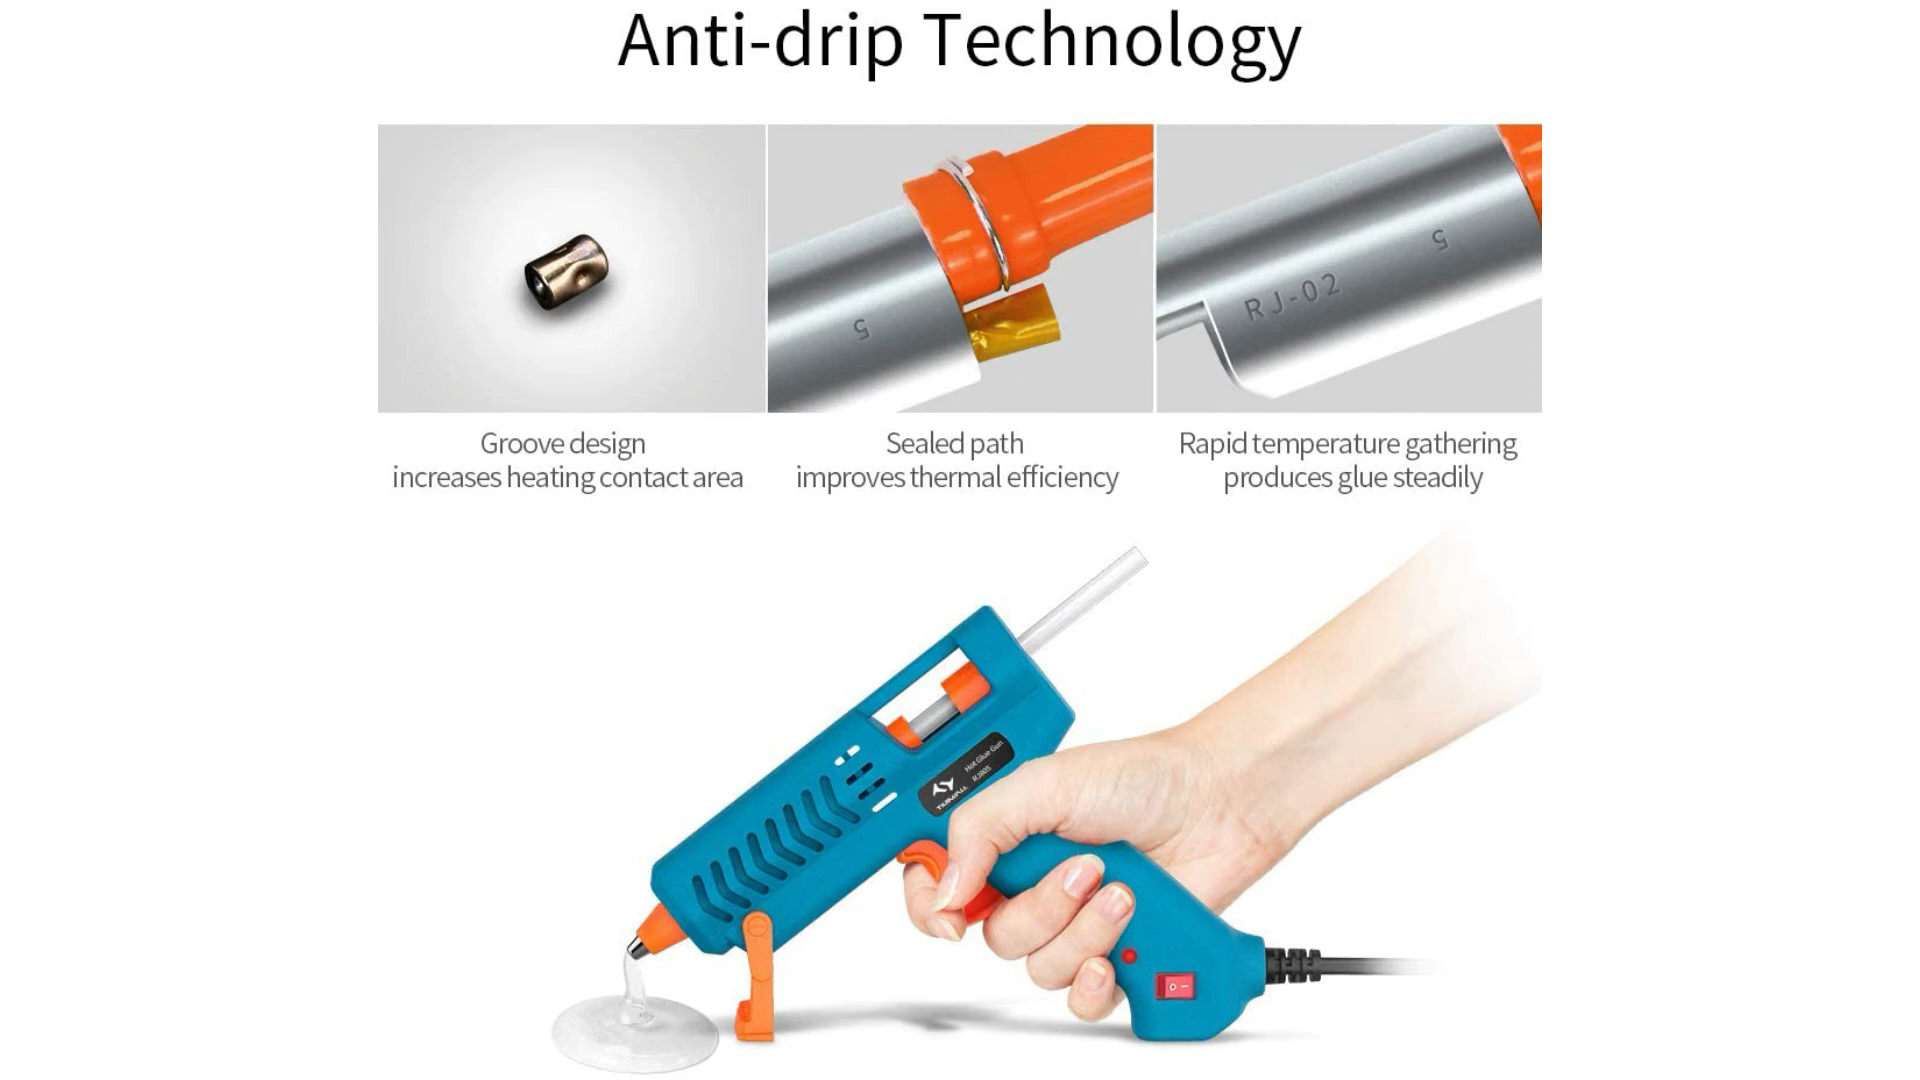 Anti-drip Technology
5
RJ-02
5
Groove design
increases heating contact area
Sealed path
improves thermal efficiency
Rapid temperature gathering
produces glue steadily
Hot Glue Gun